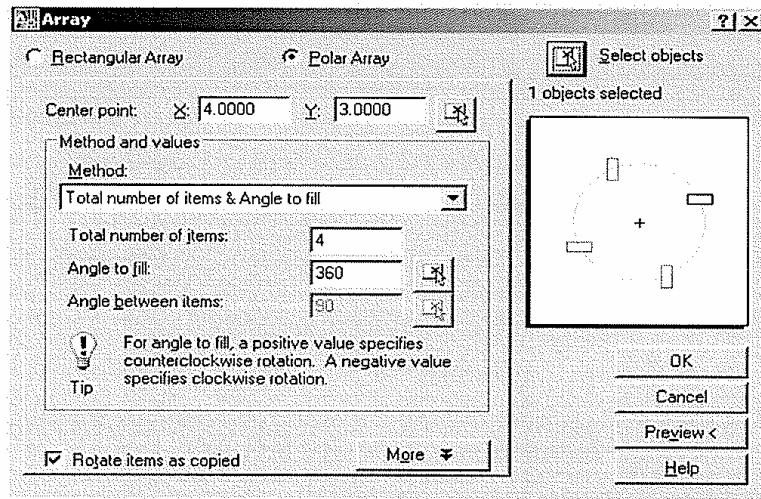 Array
Rectangular Array
Polar Array
Select objects
1 objects selected
Center point: X: 4.0000 Y: 3.0000
Method and values
Method:
Total number of items & Angle to fill
Total number of items: 4
Angle to fill: 360
Angle between items: 90
For angle to fill, a positive value specifies
counterclockwise rotation. A negative value
specifies clockwise rotation.
Tip
OK
Cancel
Preview <
Help
Rotate items as copied
More